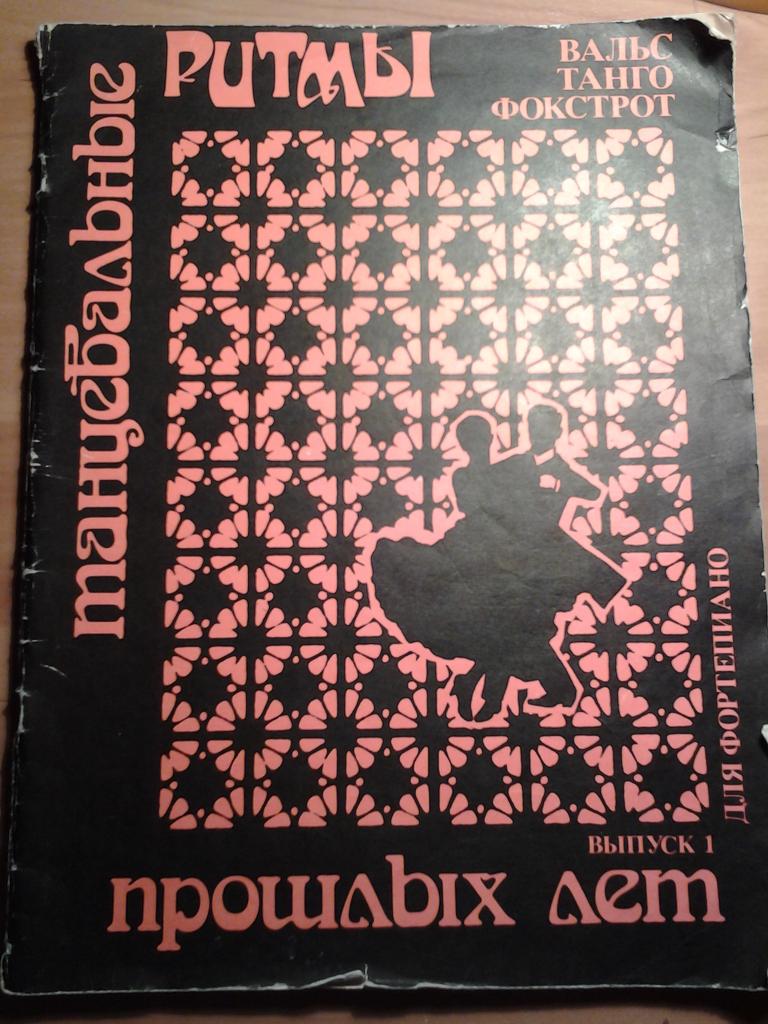 танцевальные
Ритмы
ВАЛЬС
ТАНГО
ФОКСТРОТ
прошлых лет
ВЫПУСК 1
ДЛЯ ФОРТЕПИАНО